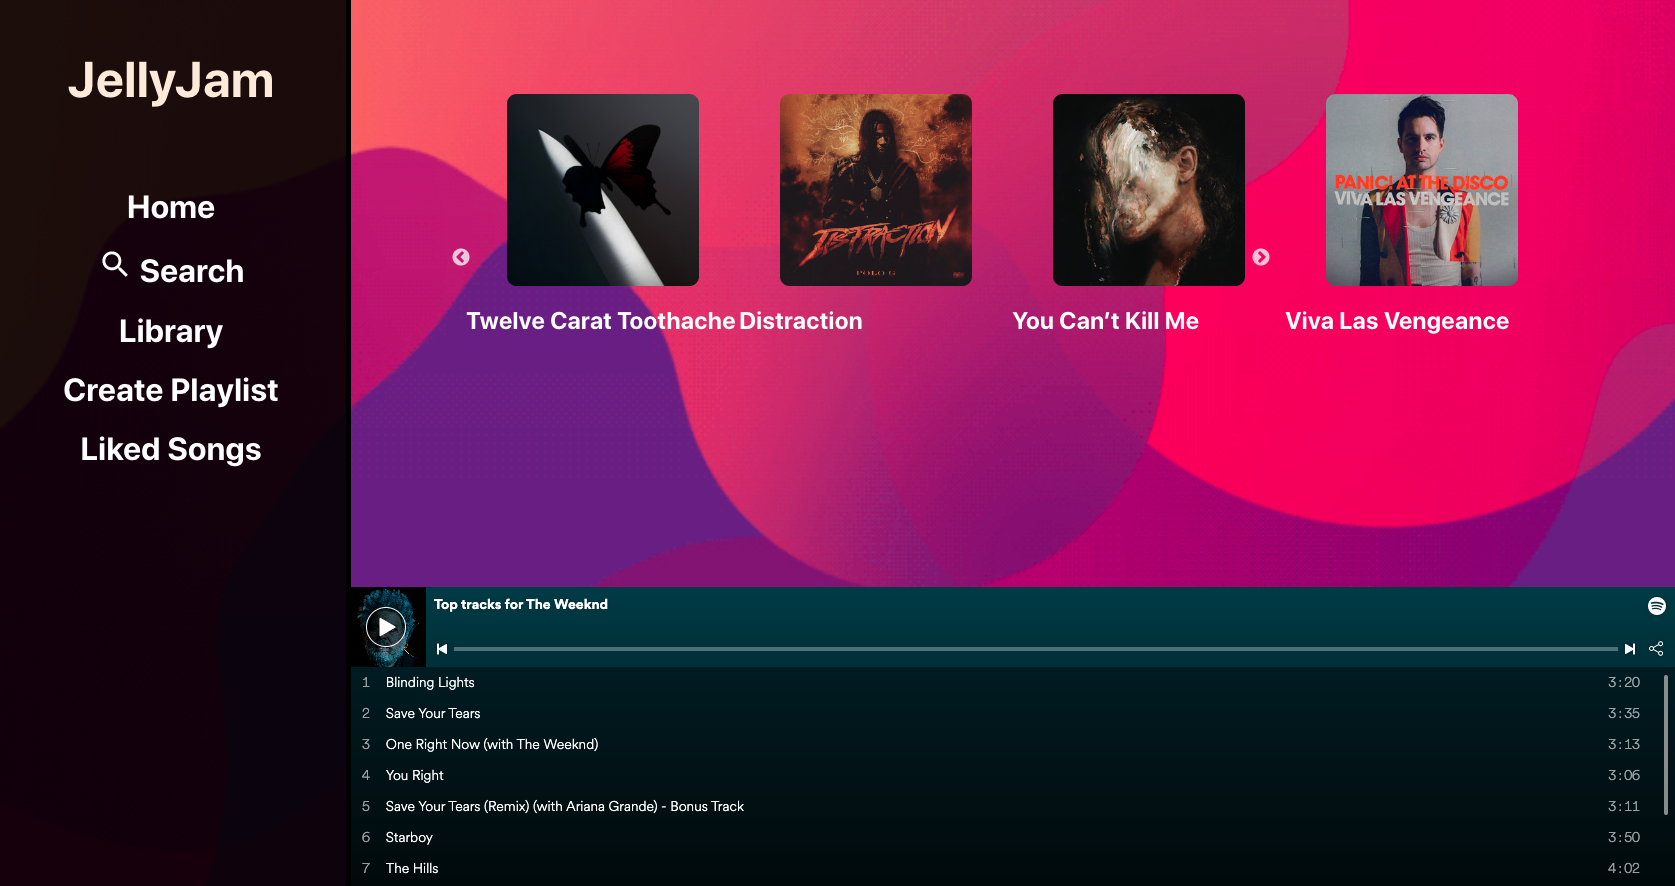 JellyJam
Home
Search
Library
Create Playlist
Liked Songs
DISTRACTION
POLO G
PANIC! AT THE DISCO
VIVA LAS VENGEANCE
Twelve Carat Toothache
Distraction
You Can’t Kill Me
Viva Las Vengeance
Top tracks for The Weeknd
1 Blinding Lights 3:20
2 Save Your Tears 3:35
3 One Right Now (with The Weeknd) 3:13
4 You Right 3:06
5 Save Your Tears (Remix) (with Ariana Grande) - Bonus Track 3:11
6 Starboy 3:50
7 The Hills 4:02